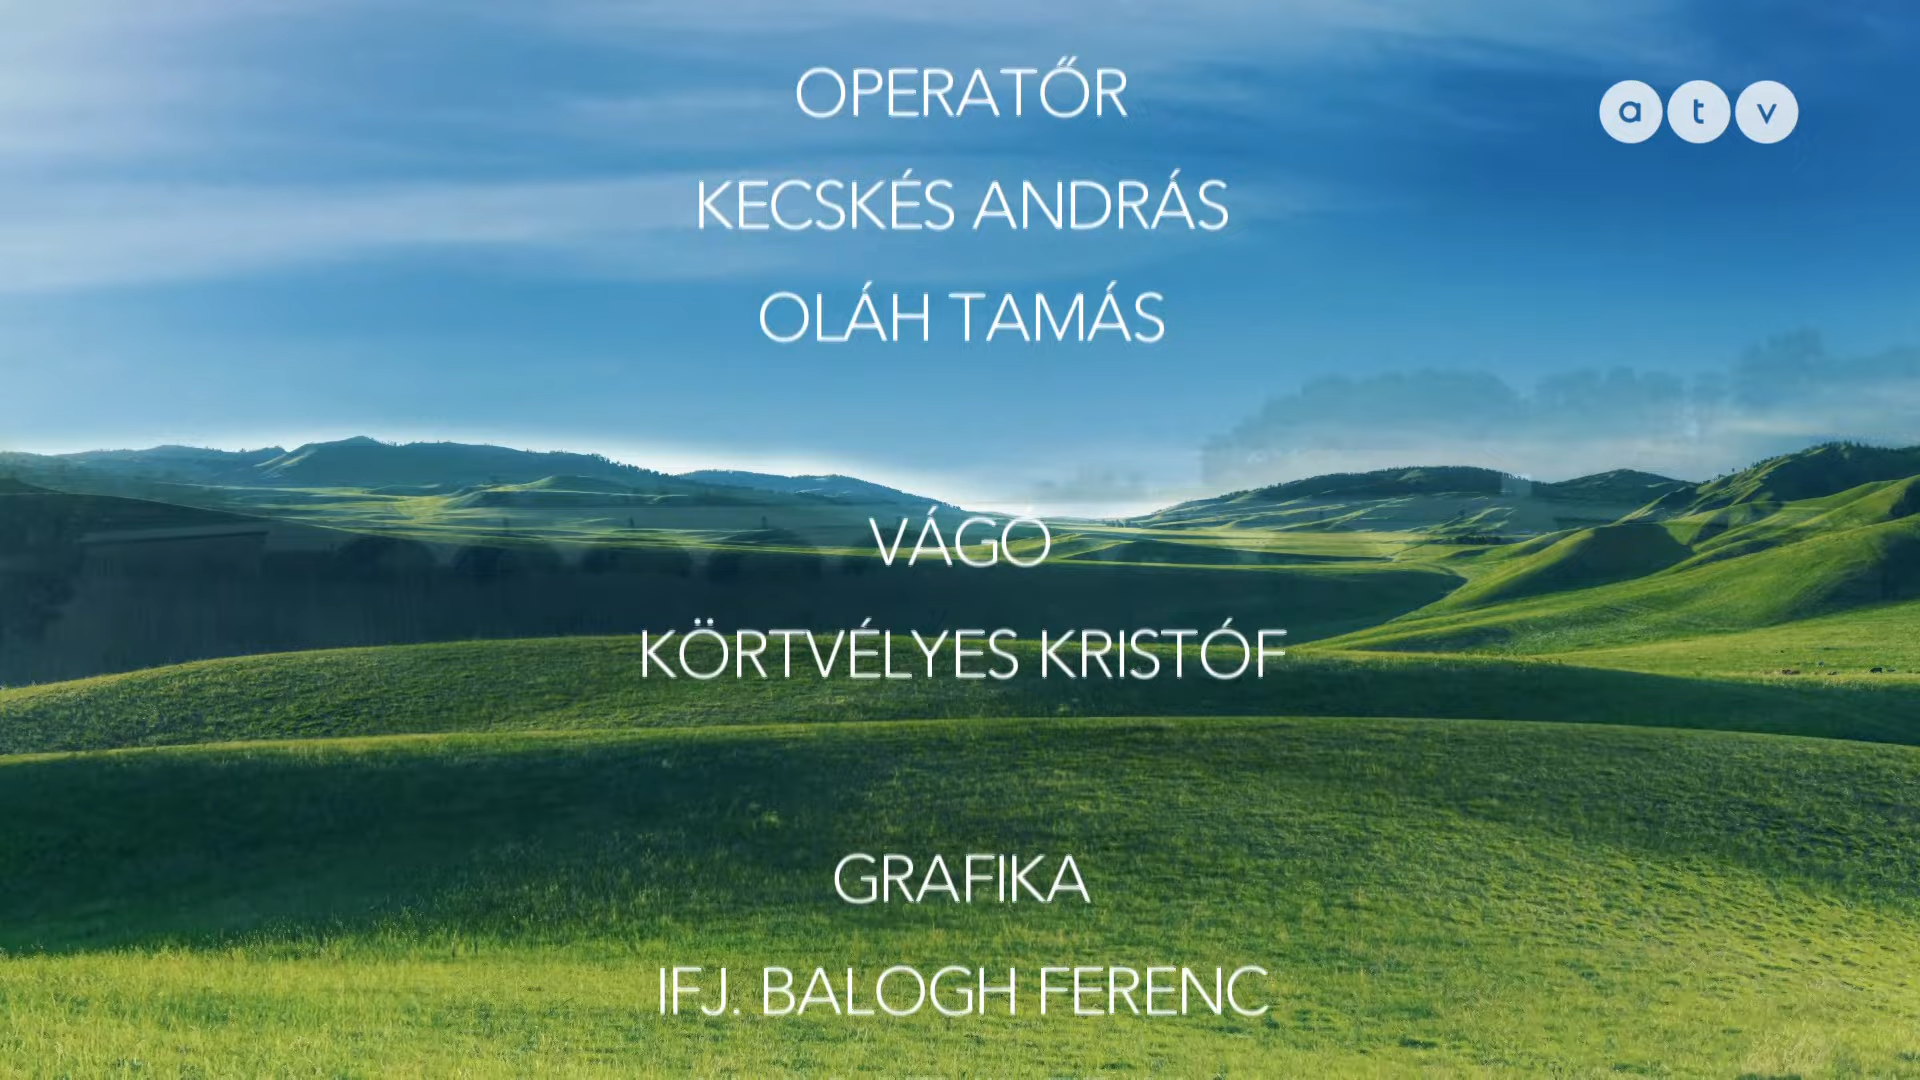 OPERATŐR
KECSKÉS ANDRÁS
OLÁH TAMÁS
VÁGÓ
KÖRTVÉLYES KRISTÓF
GRAFIKA
IFJ. BALOGH FERENC
atv